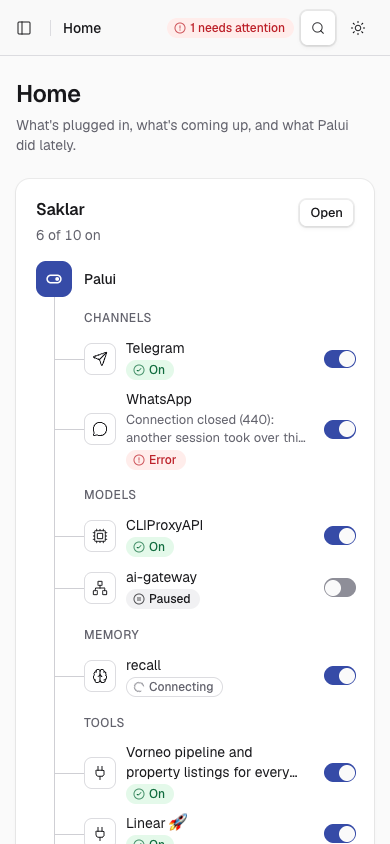 Home
1 needs attention
Home
What's plugged in, what's coming up, and what Palui
did lately.
Saklar
Open
6 of 10 on
Palui
CHANNELS
Telegram
On
WhatsApp
Connection closed (440):
another session took over thi…
Error
MODELS
CLIProxyAPI
On
ai-gateway
Paused
MEMORY
recall
Connecting
TOOLS
Vorneo pipeline and
property listings for every…
On
Linear 🚀
On